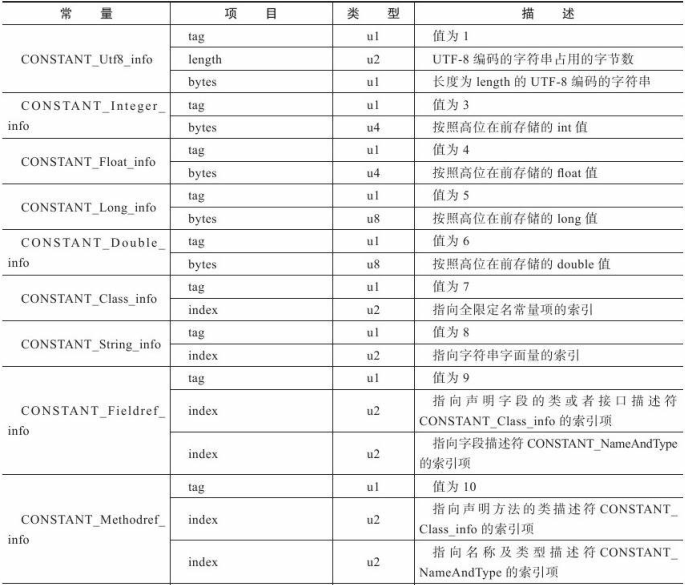 常 量 项 目 类 型 描 述
CONSTANT_Utf8_info
tag u1 值为 1
length u2 UTF-8 编码的字符串占用的字节数
bytes u1 长度为 length 的 UTF-8 编码的字符串
CONSTANT_Integer_
info
tag u1 值为 3
bytes u4 按照高位在前存储的 int 值
CONSTANT_Float_info
tag u1 值为 4
bytes u4 按照高位在前存储的 float 值
CONSTANT_Long_info
tag u1 值为 5
bytes u8 按照高位在前存储的 long 值
CONSTANT_Double_
info
tag u1 值为 6
bytes u8 按照高位在前存储的 double 值
CONSTANT_Class_info
tag u1 值为 7
index u2 指向全限定名常量项的索引
CONSTANT_String_info
tag u1 值为 8
index u2 指向字符串字面量的索引
CONSTANT_Fieldref_
info
tag u1 值为 9
index u2 指向声明字段的类或者接口描述符
CONSTANT_Class_info 的索引项
index u2 指向字段描述符 CONSTANT_NameAndType
的索引项
CONSTANT_Methodref_
info
tag u1 值为 10
index u2 指向声明方法的类描述符 CONSTANT_
Class_info 的索引项
index u2 指向名称及类型描述符 CONSTANT_
NameAndType 的索引项